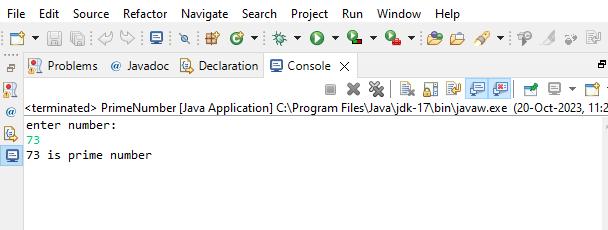 File Edit Source Refactor Navigate Search Project Run Window Help
Problems @ Javadoc Declaration Console
<terminated> PrimeNumber [Java Application] C:\Program Files\Java\jdk-17\bin\javaw.exe (20-Oct-2023, 11:2
enter number:
73
73 is prime number